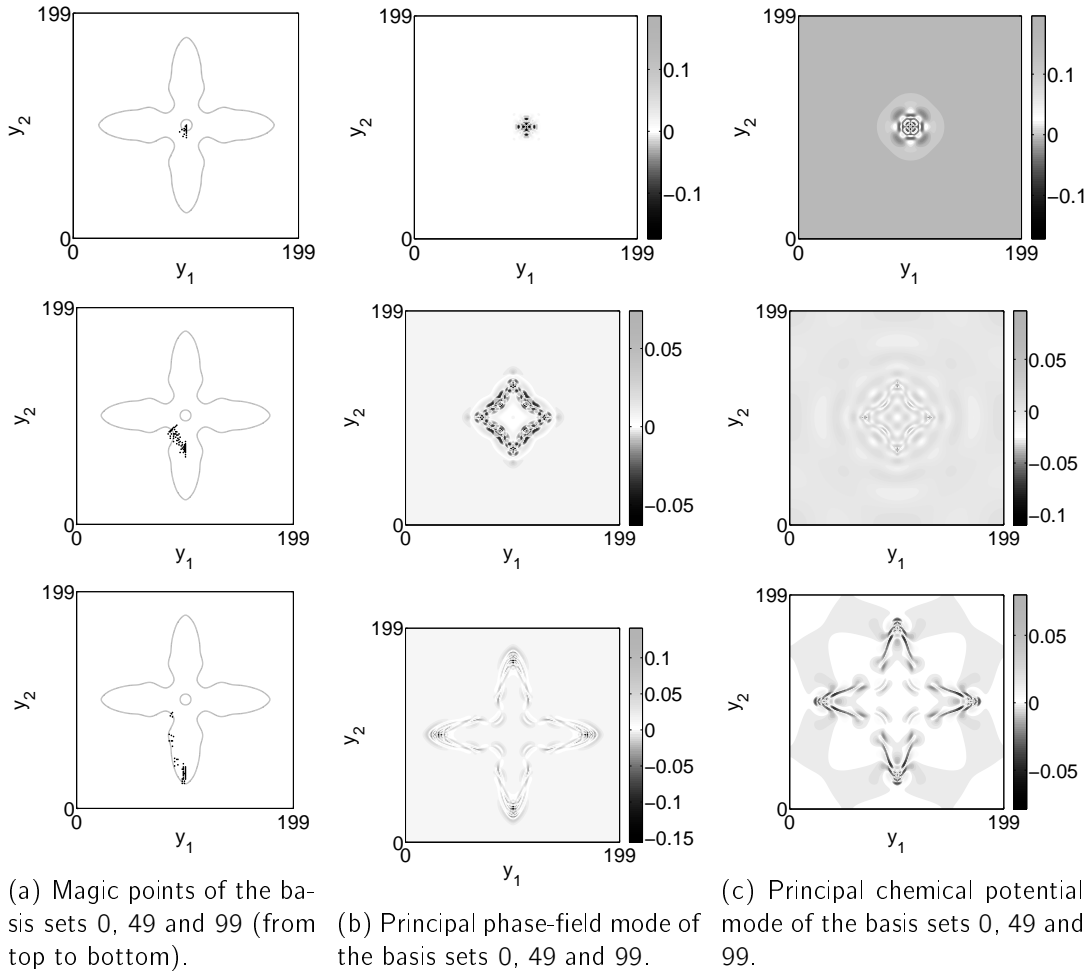 199
y2
0
0
199
y1
199
y2
0
0
199
y1
0.1
0
−0.1
199
y2
0
0
199
y1
0.1
0
−0.1
199
y2
0
0
199
y1
199
y2
0
0
199
y1
0.05
0
−0.05
199
y2
0
0
199
y1
0.05
0
−0.05
−0.1
199
y2
0
0
199
y1
199
y2
0
0
199
y1
0.1
0.05
0
−0.05
−0.1
−0.15
199
y2
0
0
199
y1
0.05
0
−0.05
(a) Magic points of the ba-
sis sets 0, 49 and 99 (from
top to bottom).
(b) Principal phase-field mode of
the basis sets 0, 49 and 99.
(c) Principal chemical potential
mode of the basis sets 0, 49 and
99.